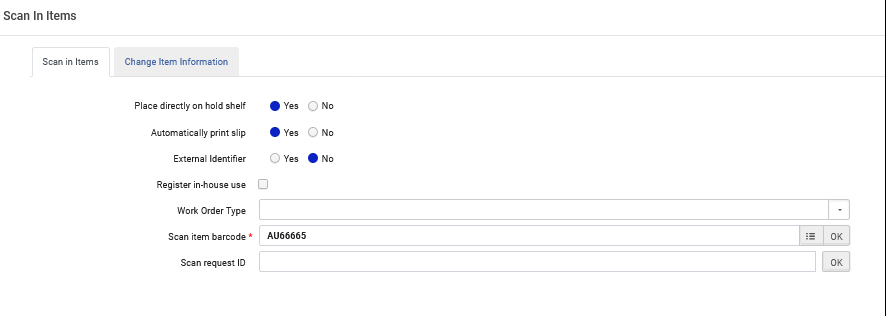 Scan In Items
Scan in Items Change Item Information
Place directly on hold shelf Yes No
Automatically print slip Yes No
External Identifier Yes No
Register in-house use
Work Order Type
Scan item barcode * AU66665 OK
Scan request ID OK